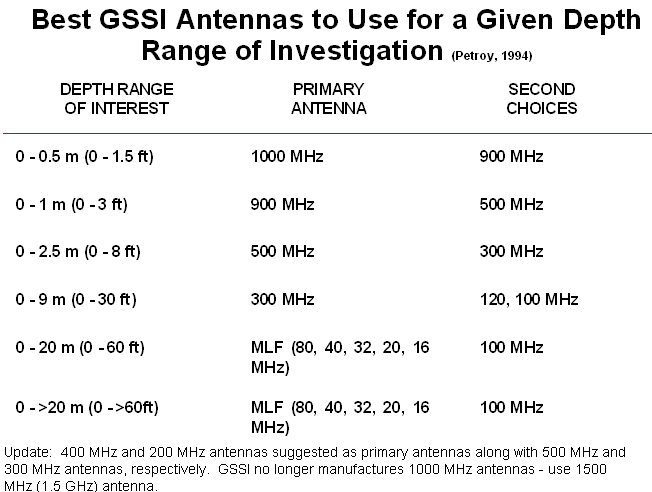 Best GSSI Antennas to Use for a Given Depth
Range of Investigation (Petroy, 1994)
DEPTH RANGE OF INTEREST PRIMARY ANTENNA SECOND CHOICES
0 - 0.5 m (0 - 1.5 ft) 1000 MHz 900 MHz
0 - 1 m (0 - 3 ft) 900 MHz 500 MHz
0 - 2.5 m (0 - 8 ft) 500 MHz 300 MHz
0 - 9 m (0 - 30 ft) 300 MHz 120, 100 MHz
0 - 20 m (0 - 60 ft) MLF (80, 40, 32, 20, 16 MHz) 100 MHz
0 - >20 m (0 ->60ft) MLF (80, 40, 32, 20, 16 MHz) 100 MHz
Update: 400 MHz and 200 MHz antennas suggested as primary antennas along with 500 MHz and
300 MHz antennas, respectively. GSSI no longer manufactures 1000 MHz antennas - use 1500
MHz (1.5 GHz) antenna.